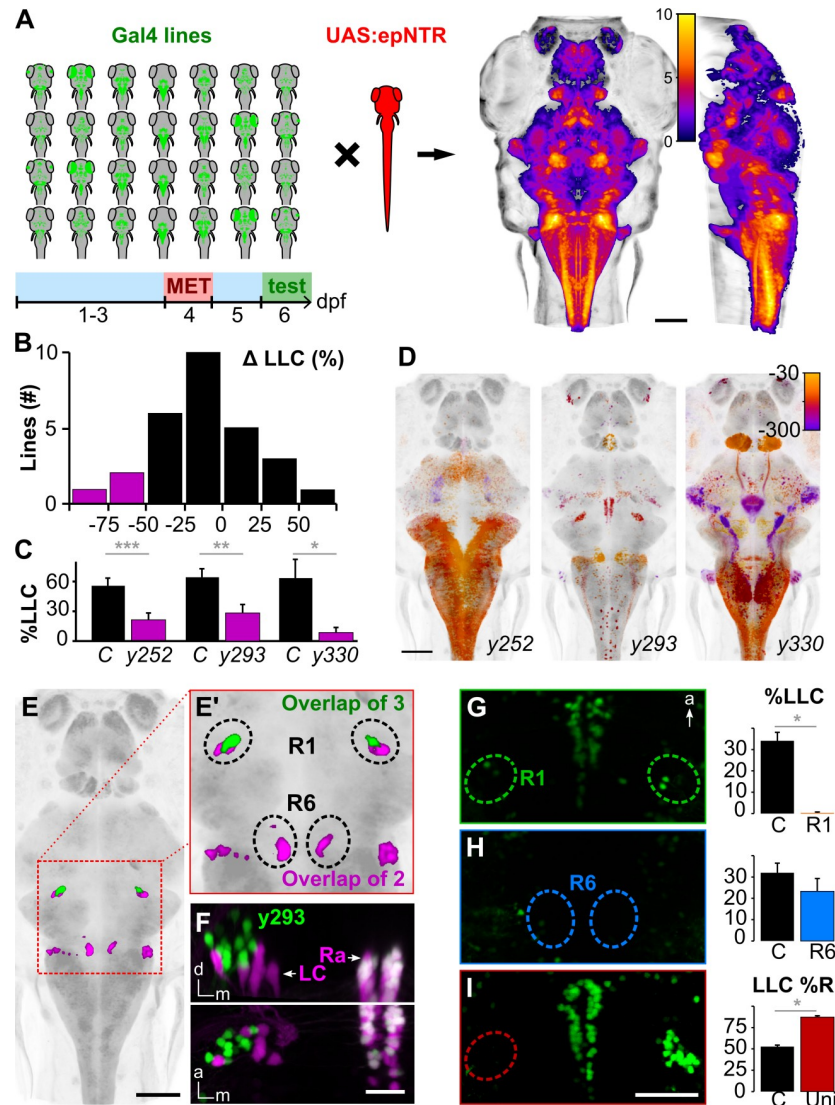 A
Gal4 lines
UAS:epNTR
10
5
0
MET
test
dpf
1-3
4
5
6
B
Δ LLC (%)
Lines (#)
10
5
0
-75
-50
-25
0
25
50
C
%LLC
60
30
0
***
**
*
C y252
C y293
C y330
D
-30
-300
y252
y293
y330
E
E'
Overlap of 3
R1
R6
Overlap of 2
F
y293
Ra
LC
d
m
a
m
G
a
R1
%LLC
*
30
20
10
0
C
R1
H
R6
30
20
10
0
C
R6
I
LLC %R
*
75
50
25
0
C
Uni